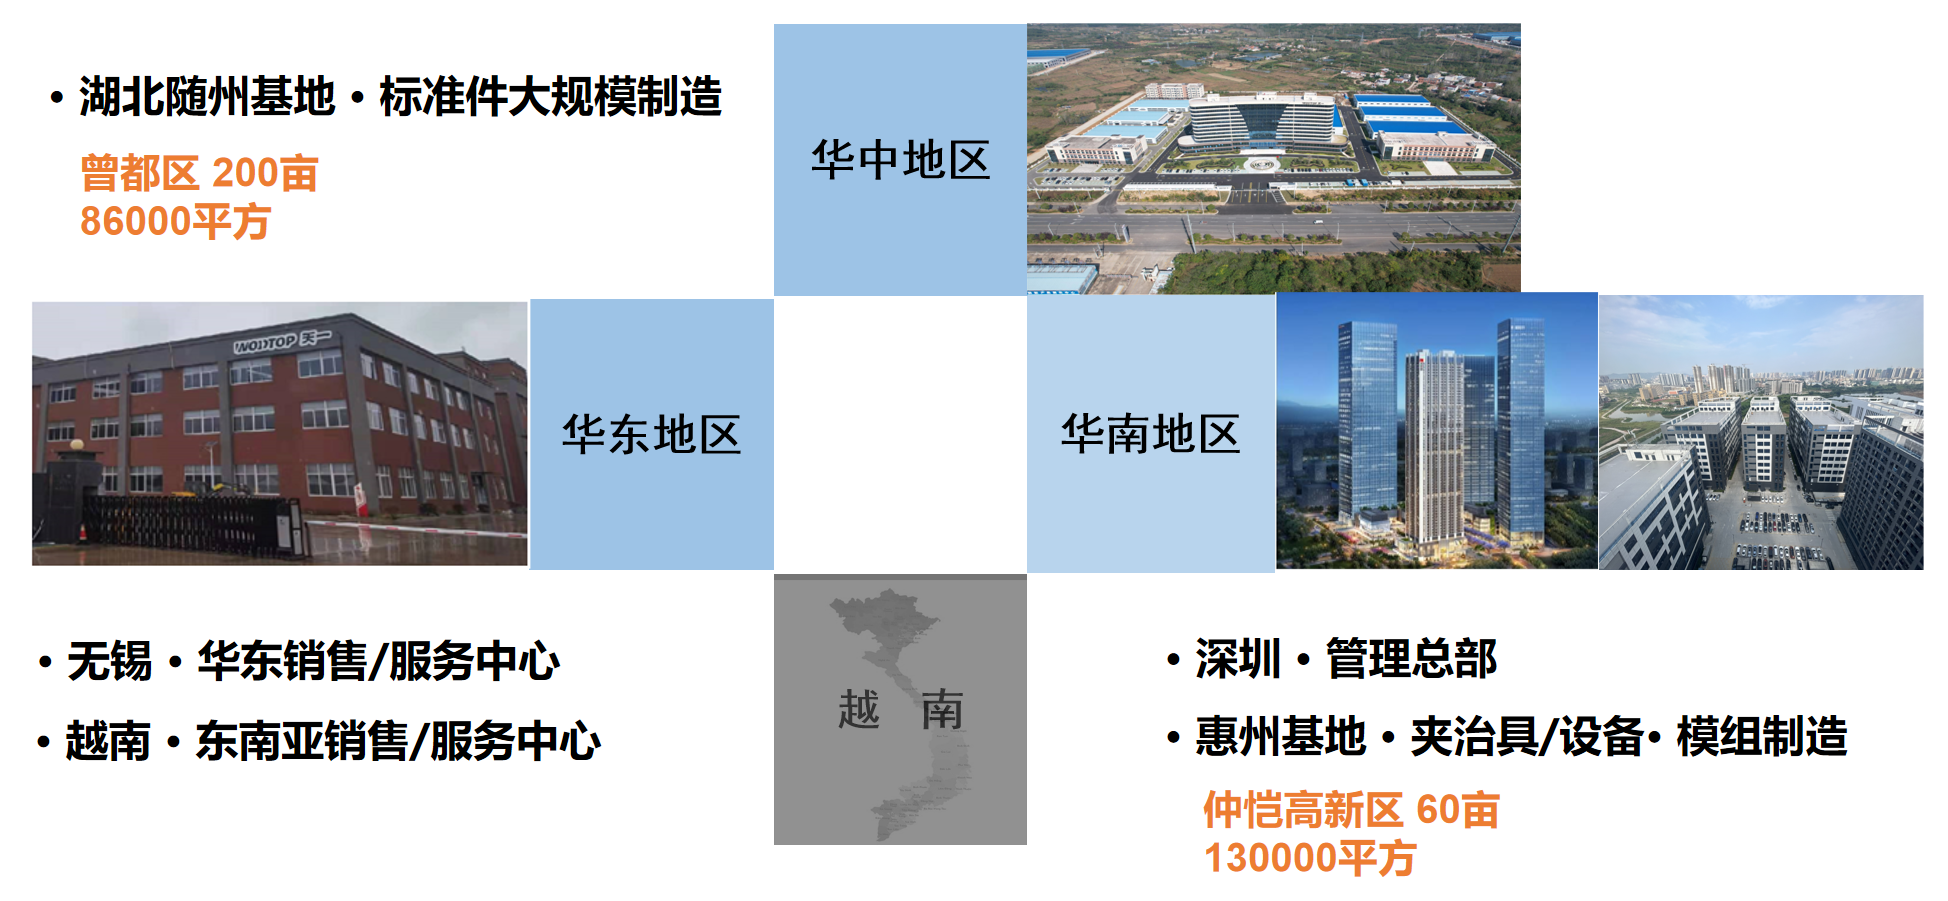 • 湖北随州基地 • 标准件大规模制造
曾都区 200亩
86000平方
华中地区
WODTOP 天一
华东地区
华南地区
• 无锡 • 华东销售/服务中心
• 越南 • 东南亚销售/服务中心
越 南
• 深圳 • 管理总部
• 惠州基地 • 夹治具/设备• 模组制造
仲恺高新区 60亩
130000平方